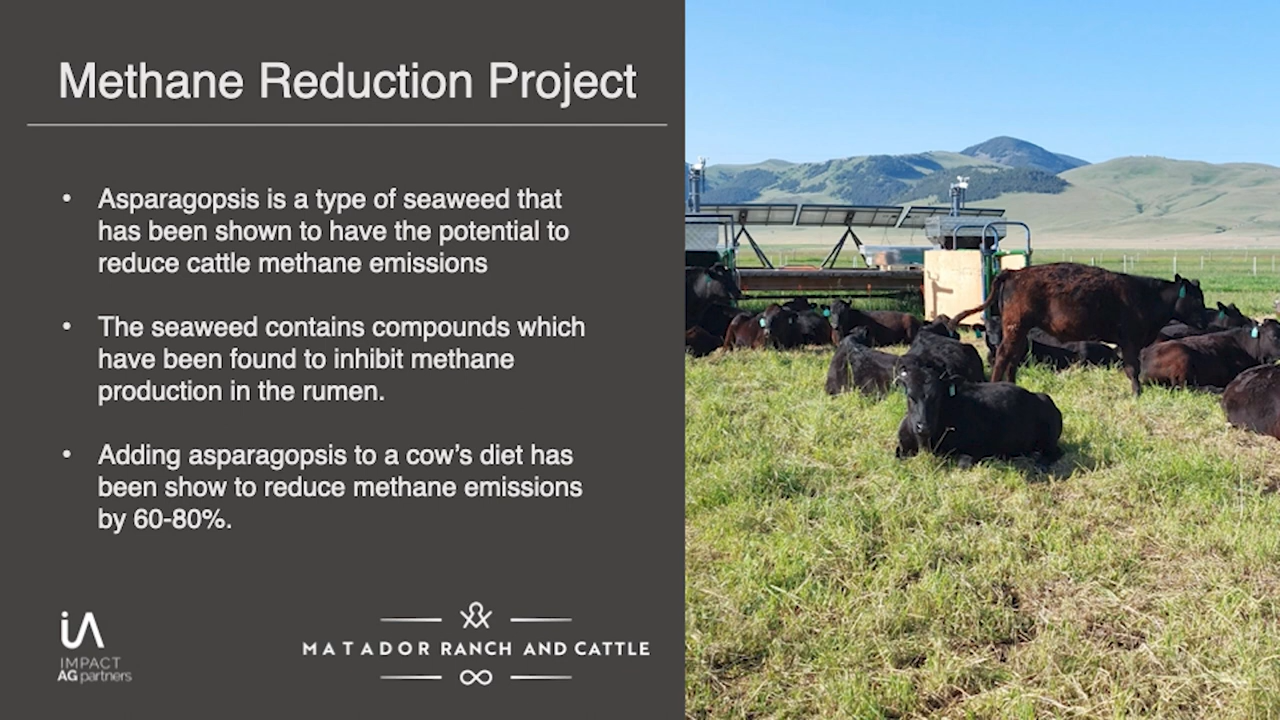 Methane Reduction Project
• Asparagopsis is a type of seaweed that
has been shown to have the potential to
reduce cattle methane emissions
• The seaweed contains compounds which
have been found to inhibit methane
production in the rumen.
• Adding asparagopsis to a cow’s diet has
been show to reduce methane emissions
by 60-80%.
iA
IMPACT
AG partners
MATADOR RANCH AND CATTLE